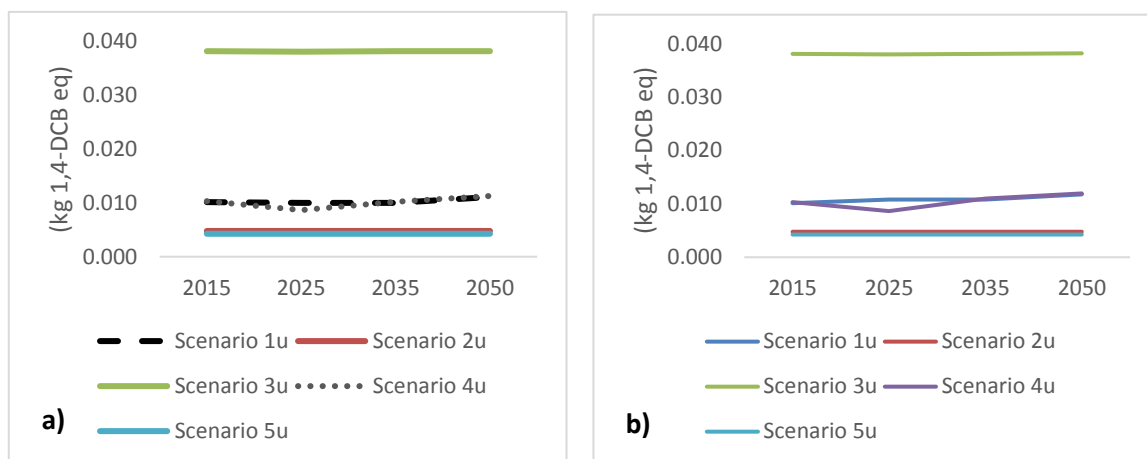 (kg 1,4-DCB eq)
0.040
0.030
0.020
0.010
0.000
2015 2025 2035 2050
Scenario 1u Scenario 2u
Scenario 3u Scenario 4u
Scenario 5u
a)
(kg 1,4-DCB eq)
0.040
0.030
0.020
0.010
0.000
2015 2025 2035 2050
Scenario 1u Scenario 2u
Scenario 3u Scenario 4u
Scenario 5u
b)